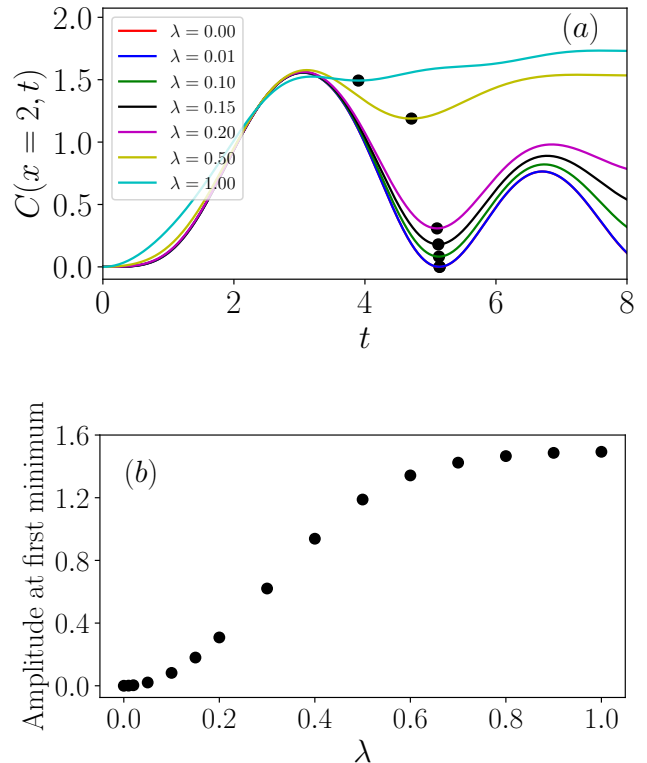 (a)
C(x = 2, t)
2.0
1.5
1.0
0.5
0.0
λ = 0.00
λ = 0.01
λ = 0.10
λ = 0.15
λ = 0.20
λ = 0.50
λ = 1.00
0 2 4 6 8
t
(b)
Amplitude at first minimum
1.6
1.2
0.8
0.4
0.0
0.0 0.2 0.4 0.6 0.8 1.0
λ